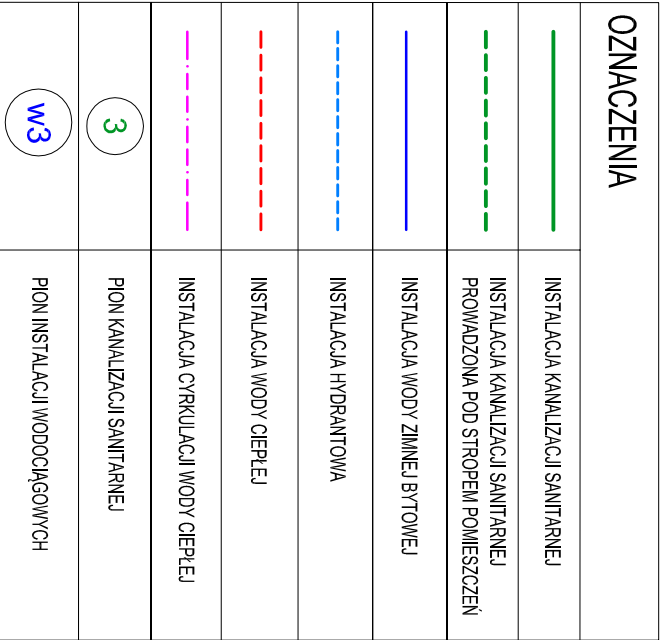 OZNACZENIA
INSTALACJA KANALIZACJI SANITARNEJ
INSTALACJA KANALIZACJI SANITARNEJ
PROWADZONA POD STROPEM POMIESZCZEŃ
INSTALACJA WODY ZIMNEJ BYTOWEJ
INSTALACJA HYDRANTOWA
INSTALACJA WODY CIEPŁEJ
INSTALACJA CYRKULACJI WODY CIEPŁEJ
3
PION KANALIZACJI SANITARNEJ
w3
PION INSTALACJI WODOCIĄGOWYCH